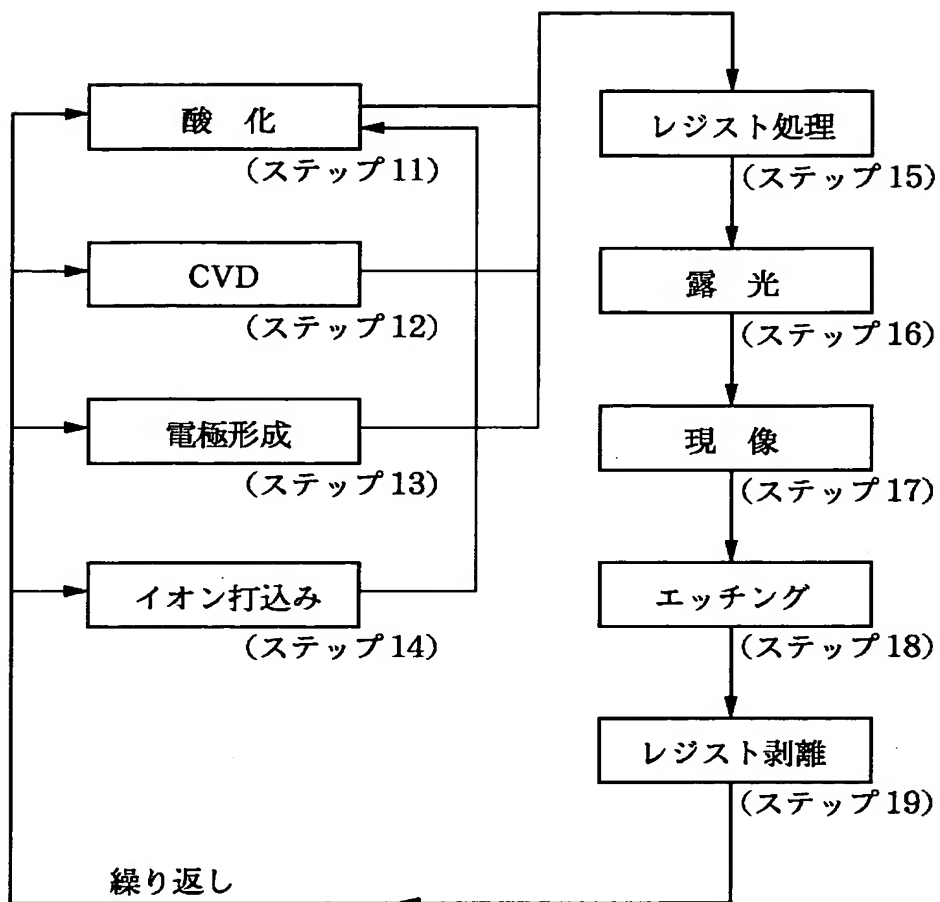 酸 化
(ステップ11)
CVD
(ステップ12)
電極形成
(ステップ13)
イオン打込み
(ステップ14)
レジスト処理
(ステップ15)
露 光
(ステップ16)
現 像
(ステップ17)
エッチング
(ステップ18)
レジスト剥離
(ステップ19)
繰り返し